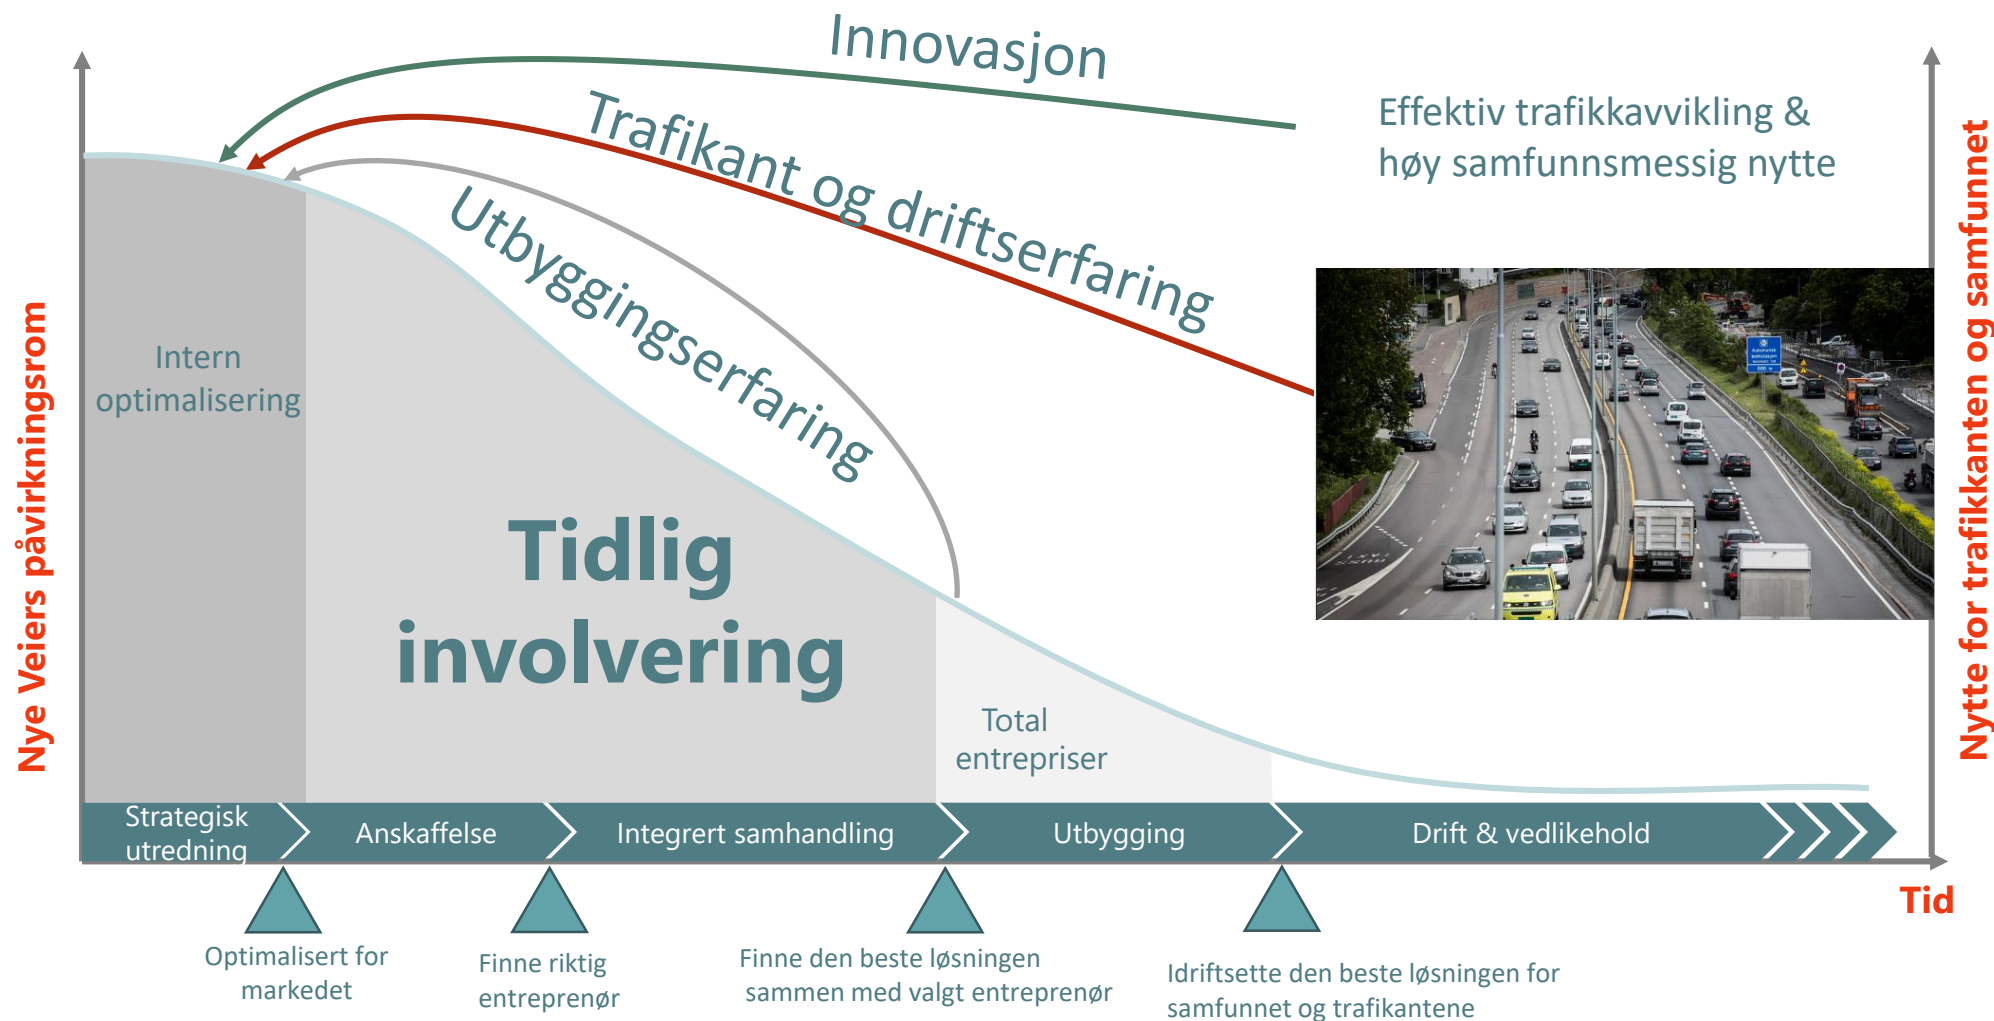 Innovasjon
Trafikant og driftserfaring
Utbyggingserfaring
Effektiv trafikkavvikling &
høy samfunnsmessig nytte
Nye Veiers påvirkningsrom
Nytte for trafikkanten og samfunnet
Intern
optimalisering
Tidlig
involvering
Total
entrepriser
Strategisk
utredning
Anskaffelse
Integrert samhandling
Utbygging
Drift & vedlikehold
Tid
Optimalisert for
markedet
Finne riktig
entreprenør
Finne den beste løsningen
sammen med valgt entreprenør
Idriftsette den beste løsningen for
samfunnet og trafikantene
TAXI
BUSS